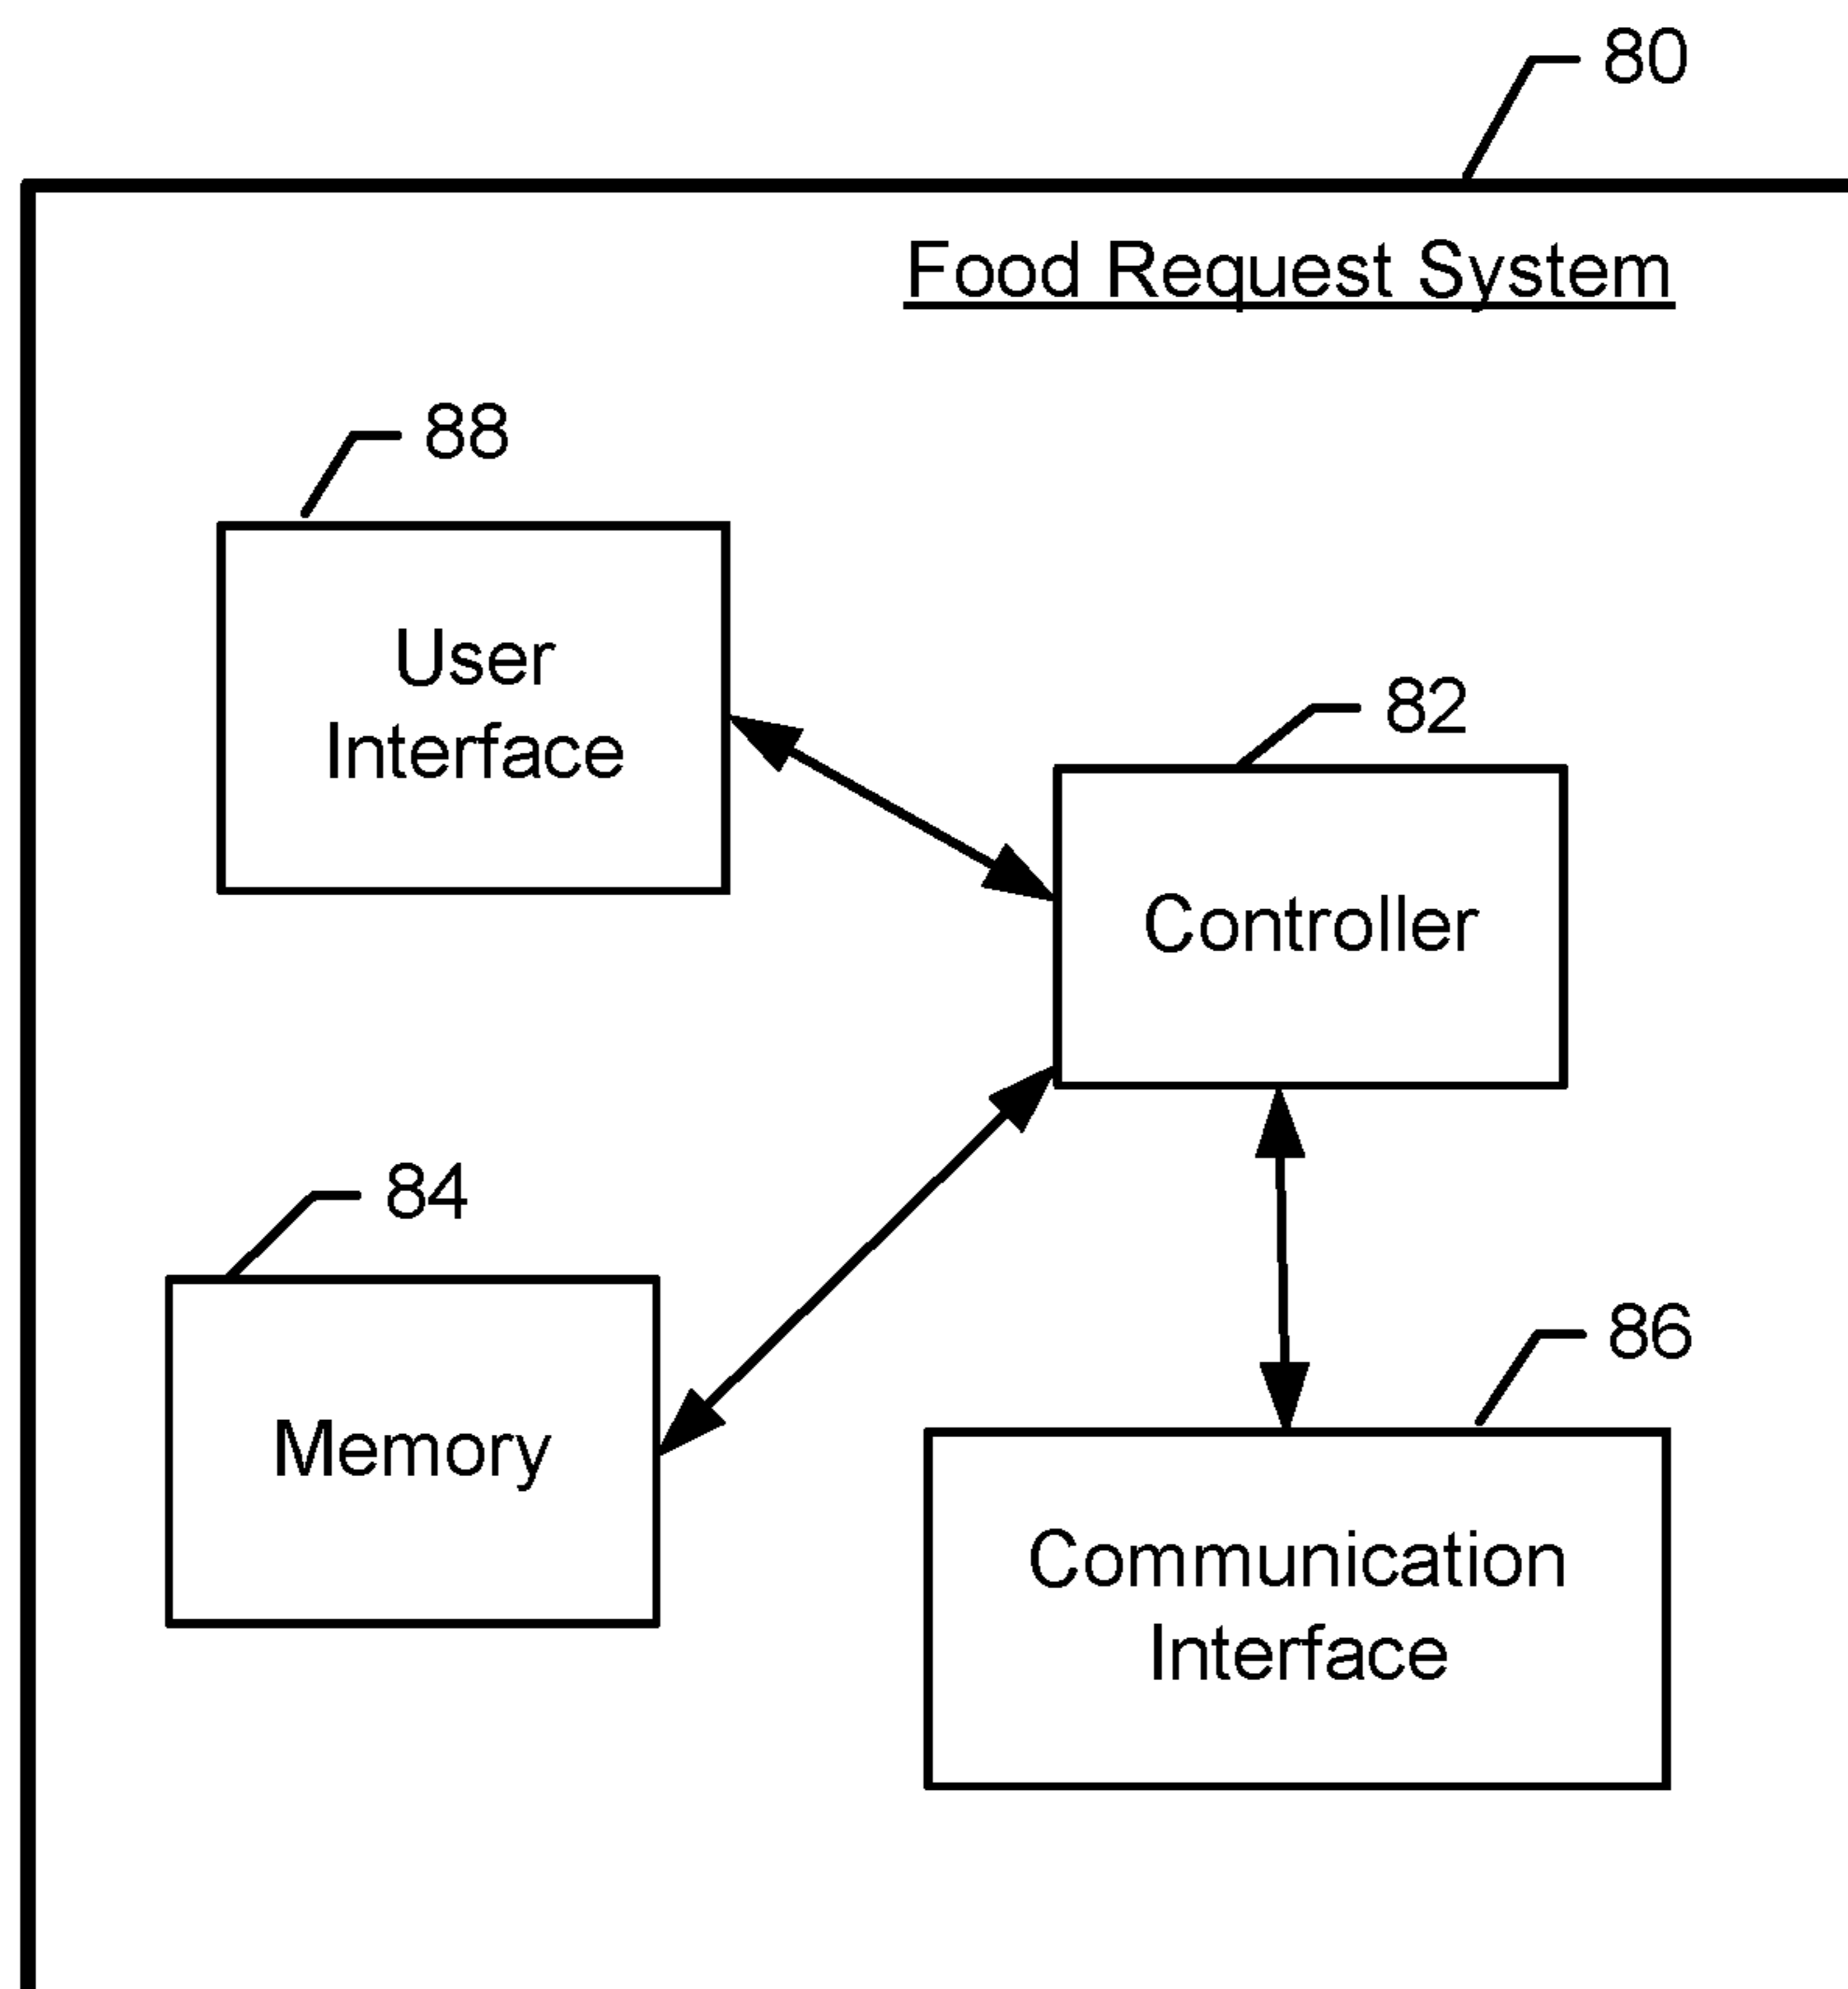 80
Food Request System
88
User
Interface
82
Controller
84
Memory
86
Communication
Interface